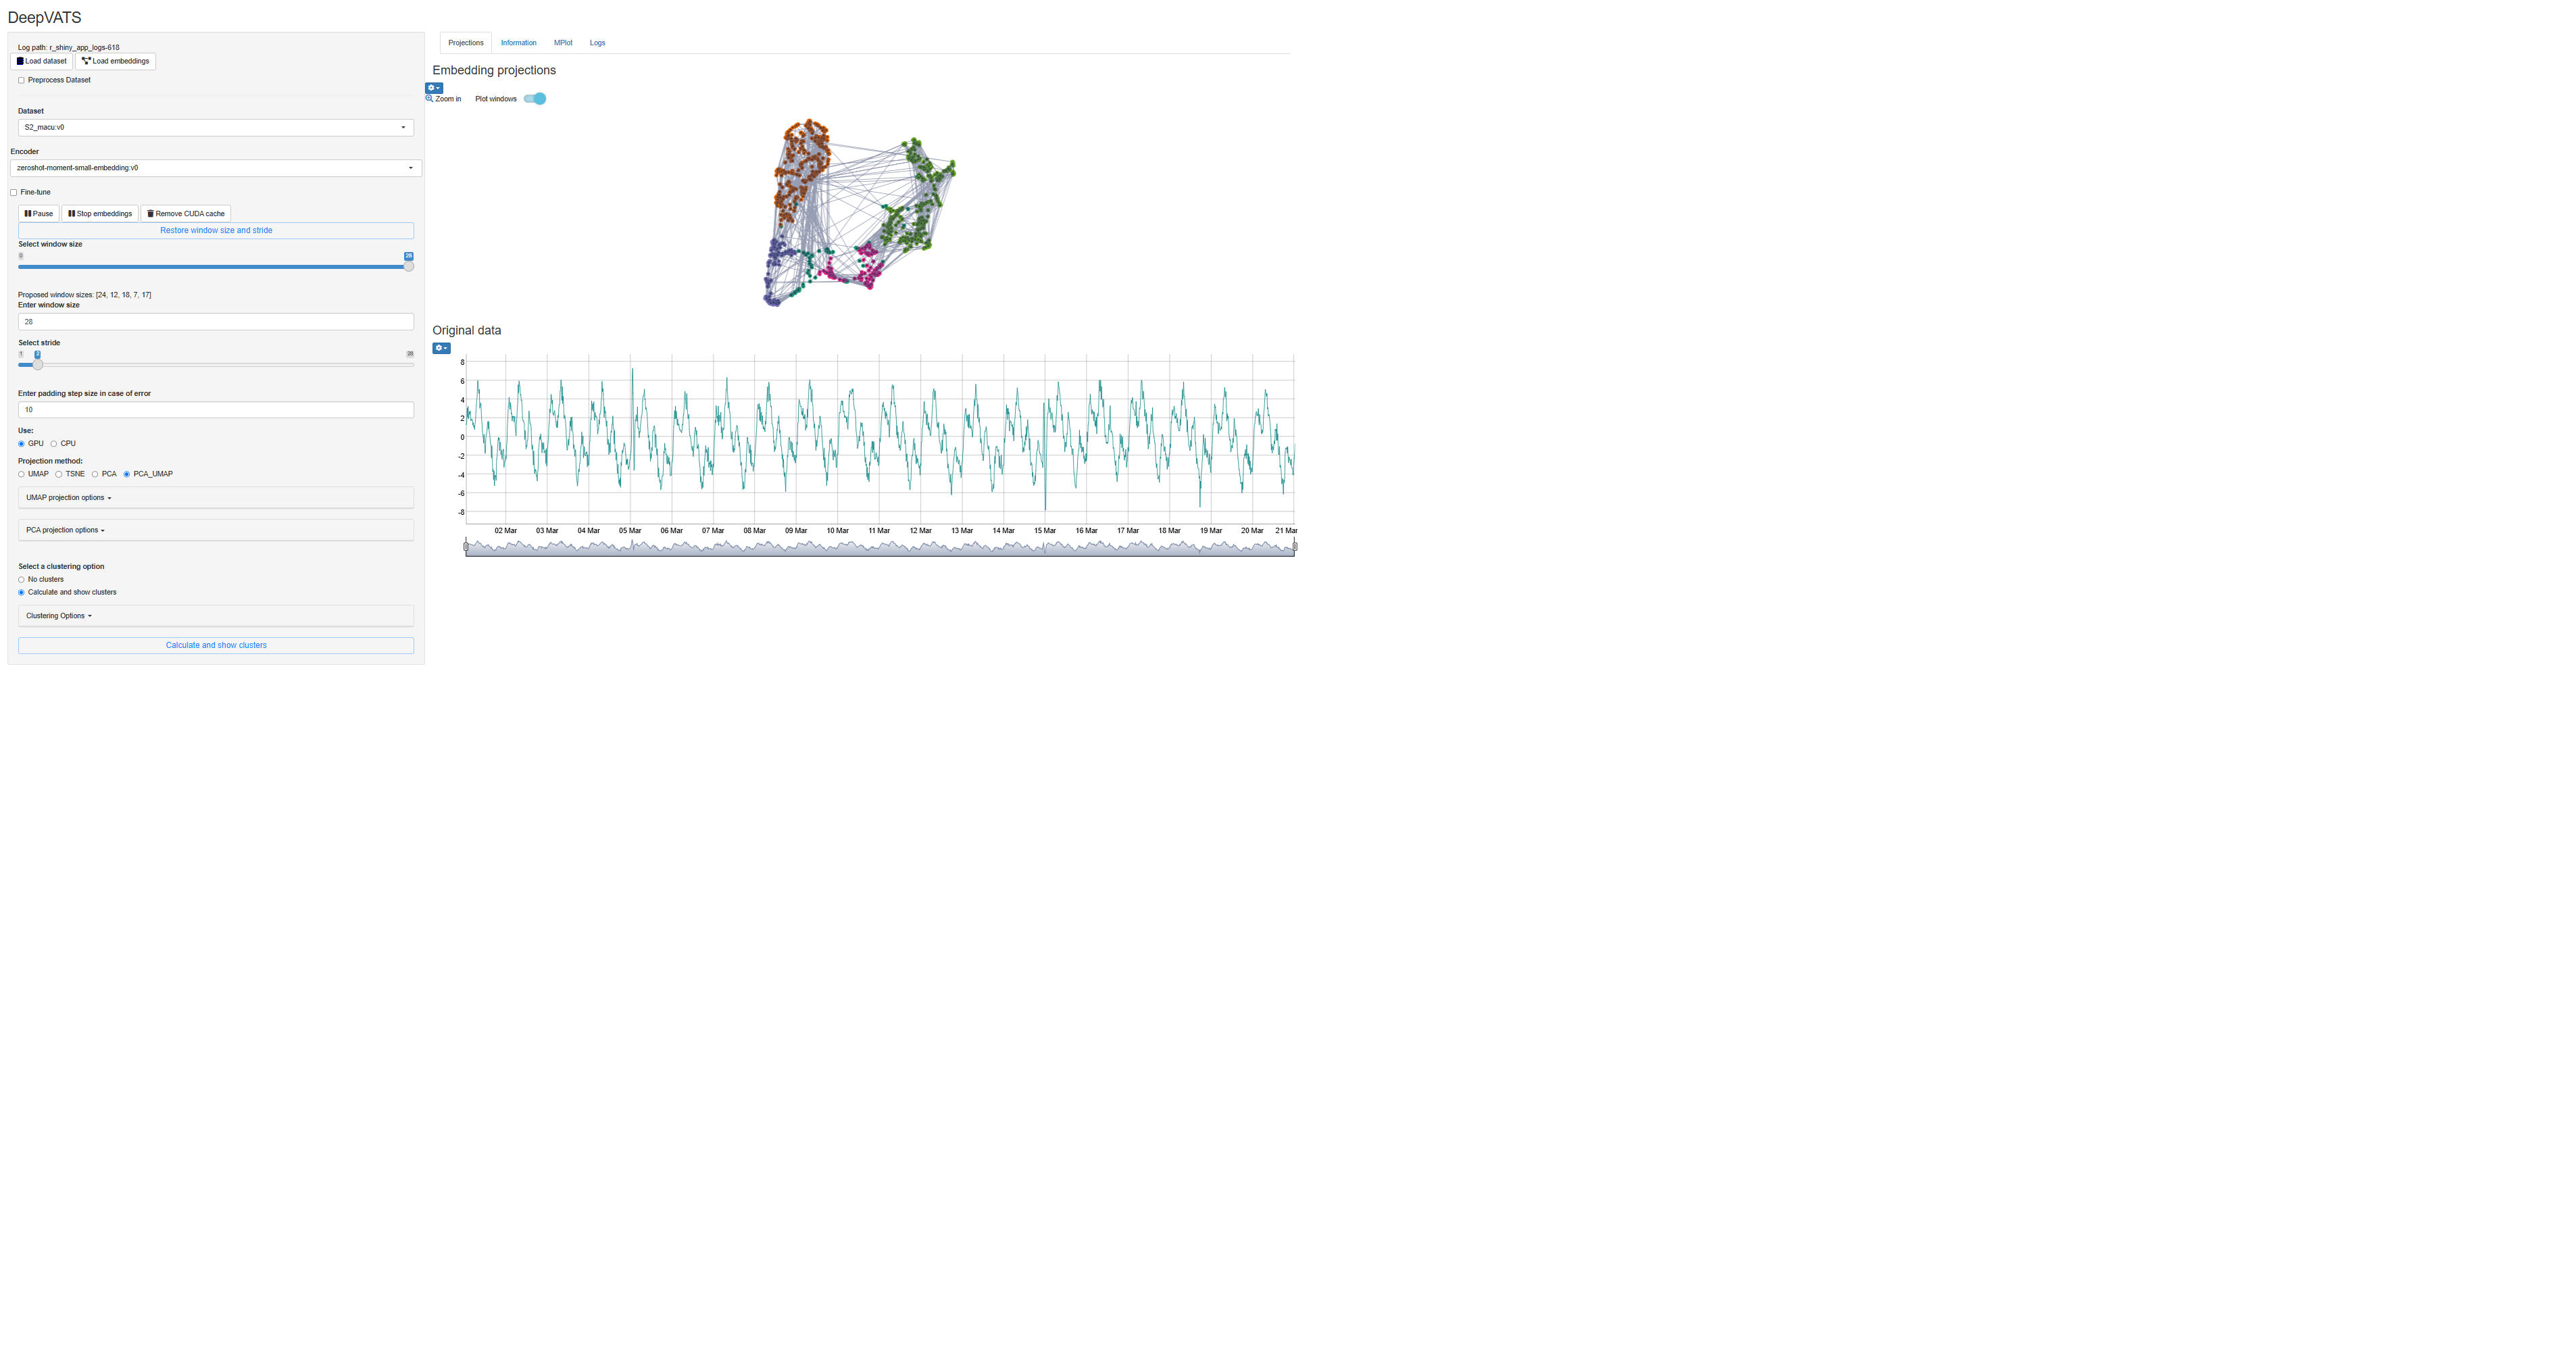 DeepVATS
Log path: r_shiny_app_logs-618
Load dataset Load embeddings
Preprocess Dataset
Dataset
S2_macu:v0
Encoder
zeroshot-moment-small-embedding:v0
Fine-tune
Pause Stop embeddings Remove CUDA cache
Restore window size and stride
Select window size
0 28
Proposed window sizes: [24, 12, 18, 7, 17]
Enter window size
28
Select stride
1 28
Enter padding step size in case of error
10
Use:
GPU CPU
Projection method:
UMAP TSNE PCA PCA_UMAP
UMAP projection options
PCA projection options
Select a clustering option
No clusters
Calculate and show clusters
Clustering Options
Calculate and show clusters
Projections Information MPlot Logs
Embedding projections
Zoom in Plot windows
Original data
8
6
4
2
0
-2
-4
-6
-8
02 Mar 03 Mar 04 Mar 05 Mar 06 Mar 07 Mar 08 Mar 09 Mar 10 Mar 11 Mar 12 Mar 13 Mar 14 Mar 15 Mar 16 Mar 17 Mar 18 Mar 19 Mar 20 Mar 21 Mar